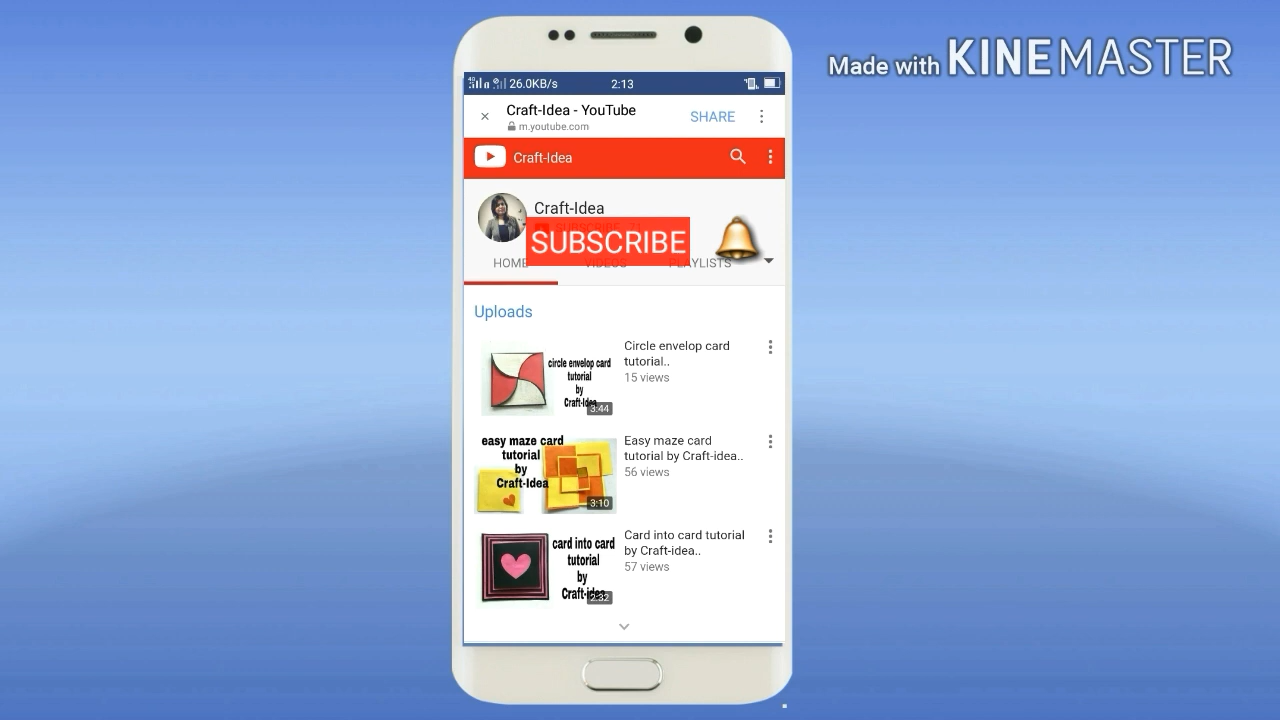 Made with KINEMASTER
26.0KB/s 2:13
Craft-Idea - YouTube
m.youtube.com
SHARE
Craft-Idea
Craft-Idea
SUBSCRIBE
HOME VIDEOS PLAYLISTS
Uploads
circle envelop card
tutorial
by
Craft-Idea
3:44
Circle envelop card
tutorial..
15 views
easy maze card
tutorial
by
Craft-Idea
3:10
Easy maze card
tutorial by Craft-idea..
56 views
card into card
tutorial
by
Craft-idea
2:32
Card into card tutorial
by Craft-idea..
57 views